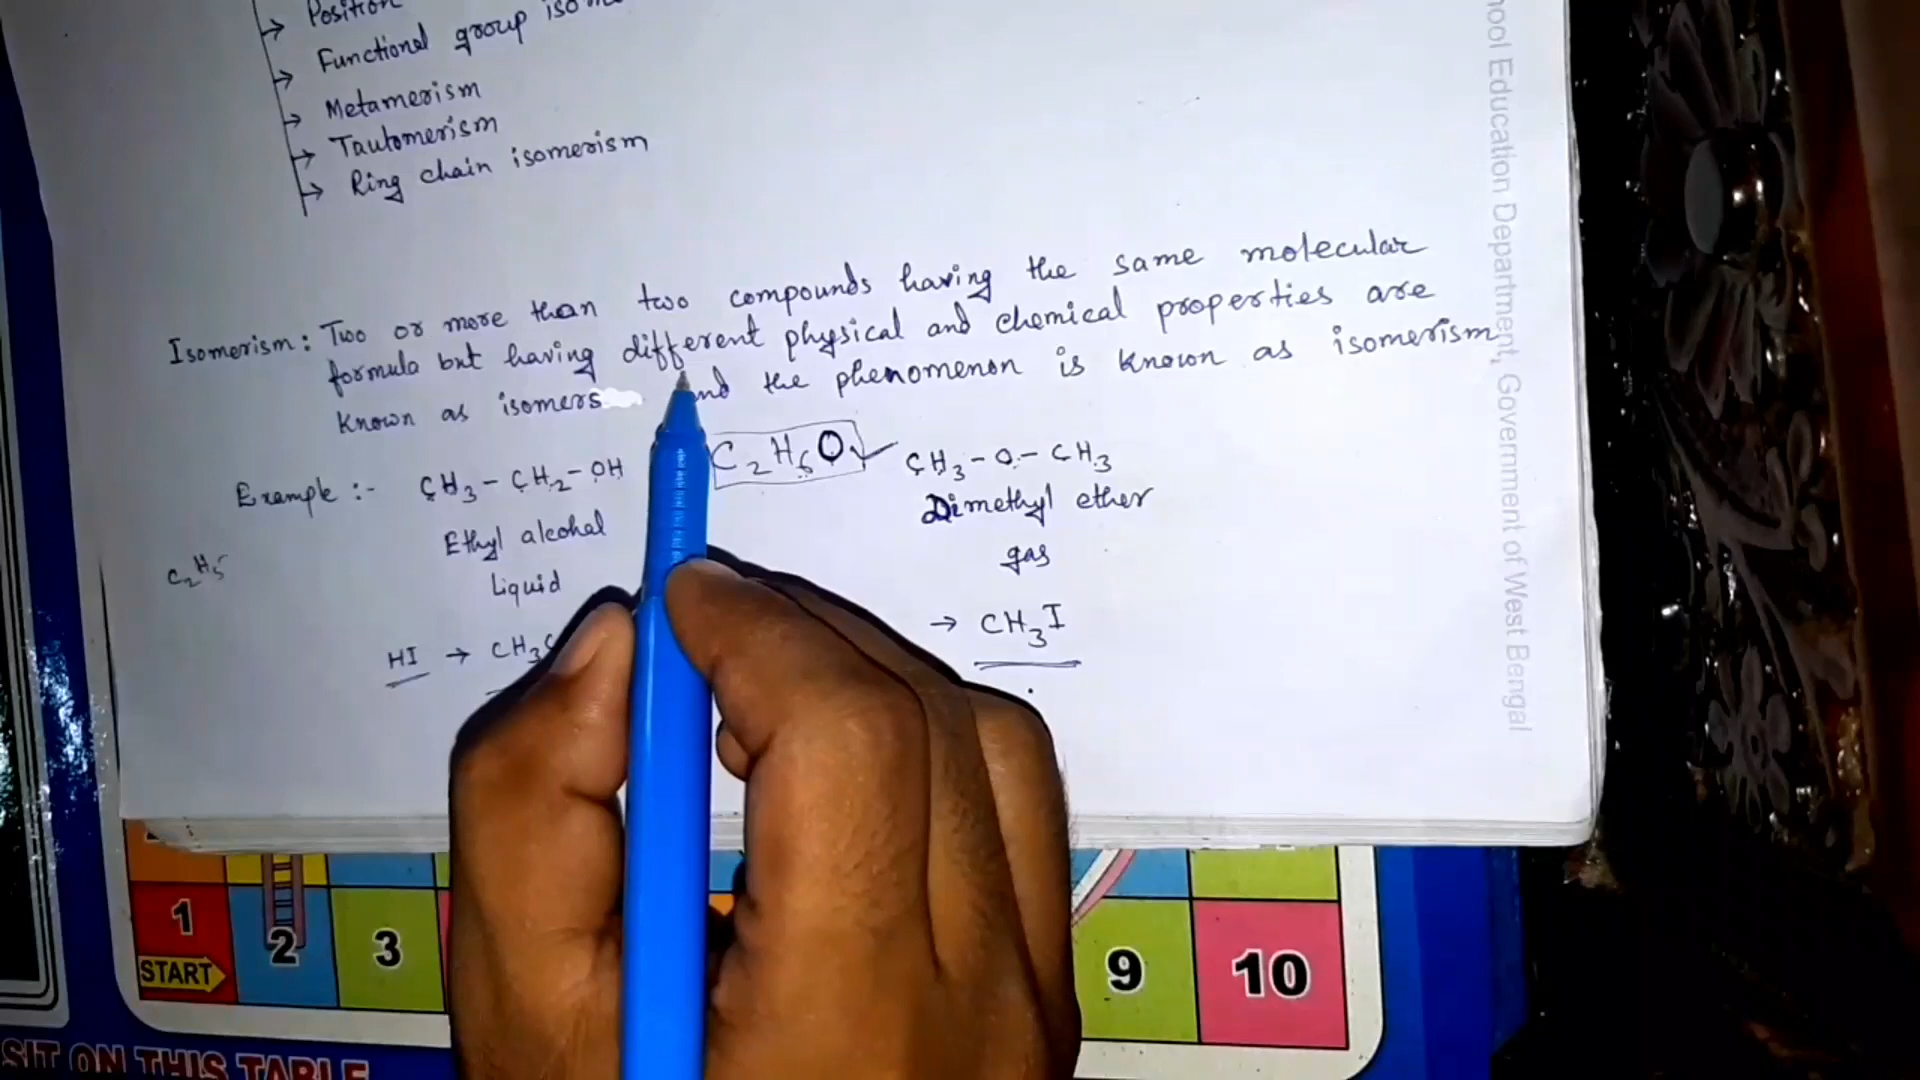 Position
Functional group
Metamerism
Tautomerism
Ring chain isomerism
Isomerism: Two or more than two compounds having the same molecular
formula but having different physical and chemical properties are
known as isomers and the phenomenon is known as isomerism
Example :- CH3 - CH2 - OH
C2H6O
CH3 - O - CH3
Ethyl alcohal
Dimethyl ether
Liquid
gas
C2H5
HI → CH3
→ CH3I
hool Education Department, Government of West Bengal
1
2
3
9
10
START
SIT ON THIS TABLE